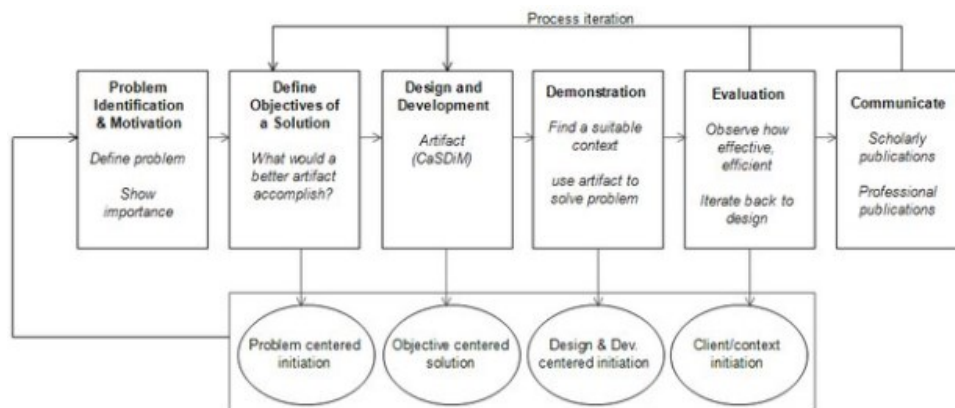 Process iteration
Problem
Identification
& Motivation
Define problem
Show
importance
Define
Objectives of
a Solution
What would a
better artifact
accomplish?
Design and
Development
Artifact
(CaSDiM)
Demonstration
Find a suitable
context
use artifact to
solve problem
Evaluation
Observe how
effective,
efficient
Iterate back to
design
Communicate
Scholarly
publications
Professional
publications
Problem centered
initiation
Objective centered
solution
Design & Dev.
centered initiation
Client/context
initiation